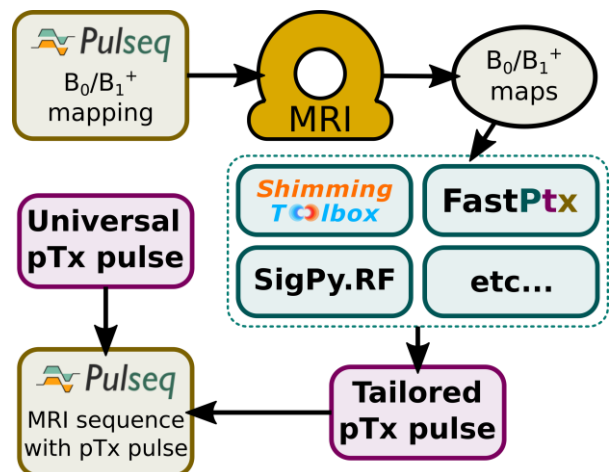 Pulseq
B₀/B₁⁺
mapping
MRI
B₀/B₁⁺
maps
Shimming
Toolbox
FastPtx
SigPy.RF
etc...
Universal
pTx pulse
Pulseq
MRI sequence
with pTx pulse
Tailored
pTx pulse